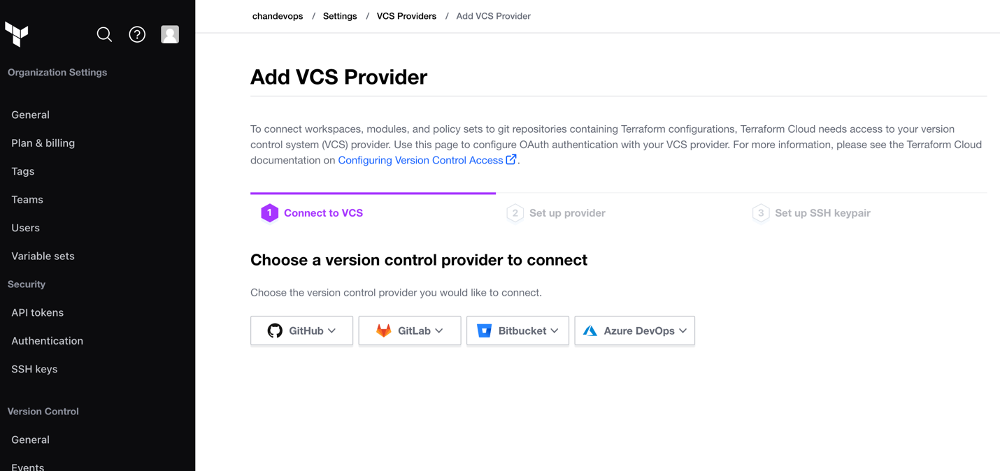 chandevops / Settings / VCS Providers / Add VCS Provider
Organization Settings
General
Plan & billing
Tags
Teams
Users
Variable sets
Security
API tokens
Authentication
SSH keys
Version Control
General
Events
Add VCS Provider
To connect workspaces, modules, and policy sets to git repositories containing Terraform configurations, Terraform Cloud needs access to your version
control system (VCS) provider. Use this page to configure OAuth authentication with your VCS provider. For more information, please see the Terraform Cloud
documentation on Configuring Version Control Access.
1 Connect to VCS
2 Set up provider
3 Set up SSH keypair
Choose a version control provider to connect
Choose the version control provider you would like to connect.
GitHub
GitLab
Bitbucket
Azure DevOps